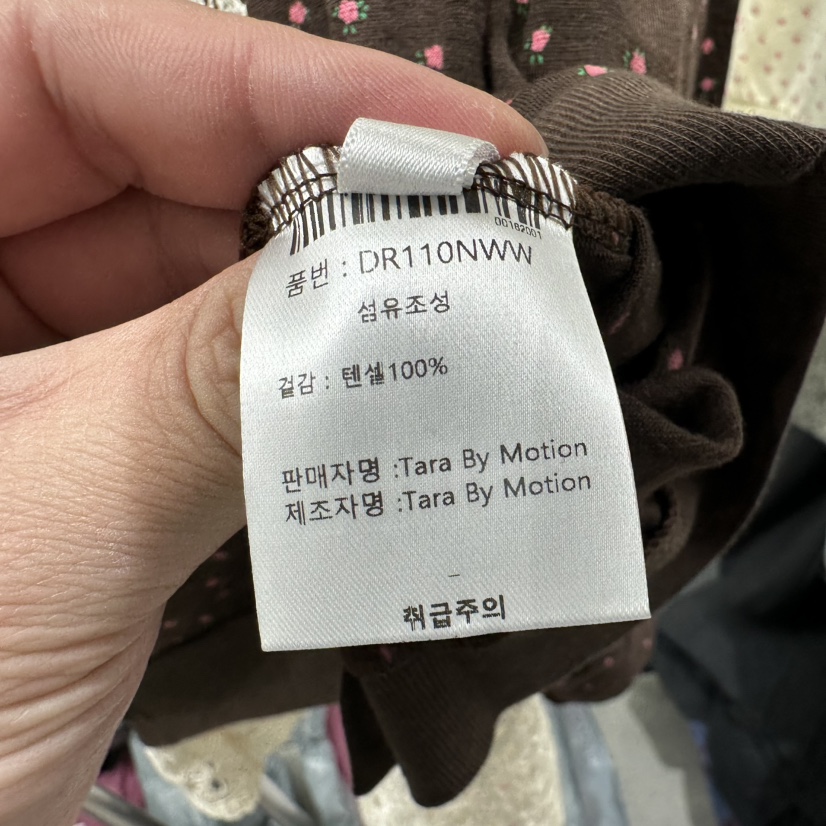 00182001
품번 : DR110NWW
섬유조성
겉감 : 텐셀100%
판매자명 :Tara By Motion
제조자명 :Tara By Motion
취급주의